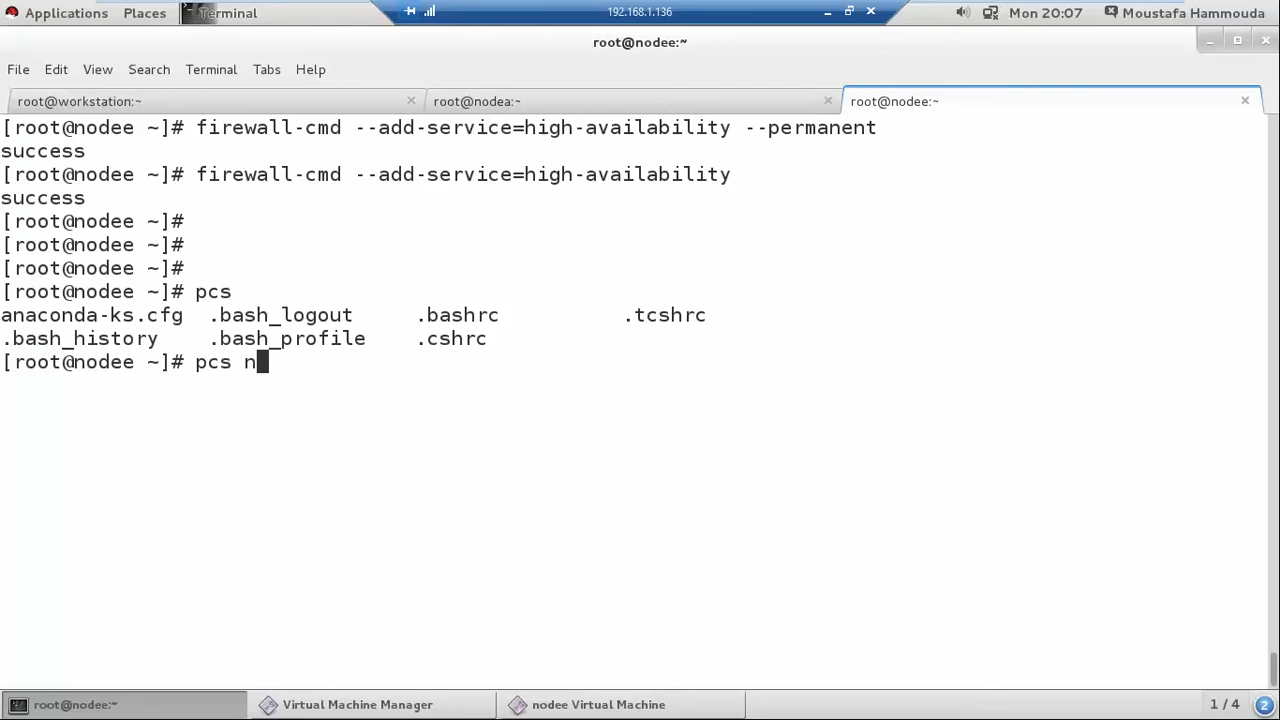 Applications Places Terminal 192.168.1.136 Mon 20:07 Moustafa Hammouda
root@nodee:~
File Edit View Search Terminal Tabs Help
root@workstation:~ root@nodea:~ root@nodee:~
[root@nodee ~]# firewall-cmd --add-service=high-availability --permanent
success
[root@nodee ~]# firewall-cmd --add-service=high-availability
success
[root@nodee ~]#
[root@nodee ~]#
[root@nodee ~]#
[root@nodee ~]# pcs
anaconda-ks.cfg .bash_logout .bashrc .tcshrc
.bash_history .bash_profile .cshrc
[root@nodee ~]# pcs n
root@nodee:~ Virtual Machine Manager nodee Virtual Machine 1 / 4 2